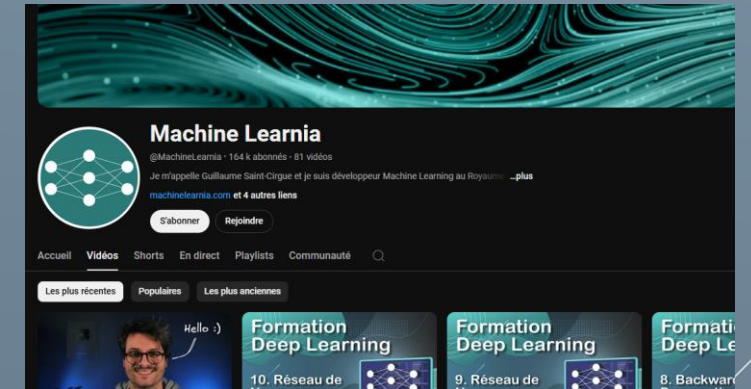 Machine Learnia
@MachineLearnia · 164 k abonnés · 81 vidéos
Je m'appelle Guillaume Saint-Cirgue et je suis développeur Machine Learning au Royaume ...plus
machinelearnia.com et 4 autres liens
S'abonner Rejoindre
Accueil Vidéos Shorts En direct Playlists Communauté
Les plus récentes Populaires Les plus anciennes
Hello :)
Formation
Deep Learning
10. Réseau de
Formation
Deep Learning
9. Réseau de
Formati
Deep Le
8. Backwar